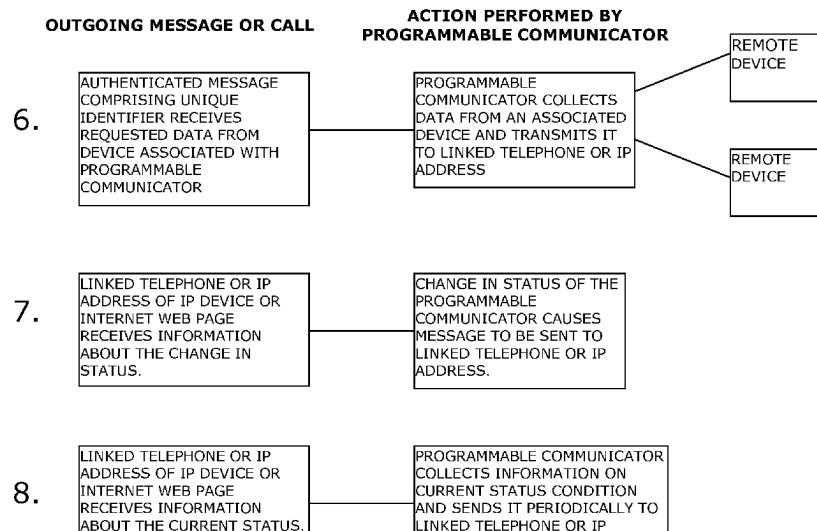 OUTGOING MESSAGE OR CALL
ACTION PERFORMED BY
PROGRAMMABLE COMMUNICATOR
6.
AUTHENTICATED MESSAGE
COMPRISING UNIQUE
IDENTIFIER RECEIVES
REQUESTED DATA FROM
DEVICE ASSOCIATED WITH
PROGRAMMABLE
COMMUNICATOR
PROGRAMMABLE
COMMUNICATOR COLLECTS
DATA FROM AN ASSOCIATED
DEVICE AND TRANSMITS IT
TO LINKED TELEPHONE OR IP
ADDRESS
REMOTE
DEVICE
REMOTE
DEVICE
7.
LINKED TELEPHONE OR IP
ADDRESS OF IP DEVICE OR
INTERNET WEB PAGE
RECEIVES INFORMATION
ABOUT THE CHANGE IN
STATUS.
CHANGE IN STATUS OF THE
PROGRAMMABLE
COMMUNICATOR CAUSES
MESSAGE TO BE SENT TO
LINKED TELEPHONE OR IP
ADDRESS.
8.
LINKED TELEPHONE OR IP
ADDRESS OF IP DEVICE OR
INTERNET WEB PAGE
RECEIVES INFORMATION
ABOUT THE CURRENT STATUS.
PROGRAMMABLE COMMUNICATOR
COLLECTS INFORMATION ON
CURRENT STATUS CONDITION
AND SENDS IT PERIODICALLY TO
LINKED TELEPHONE OR IP